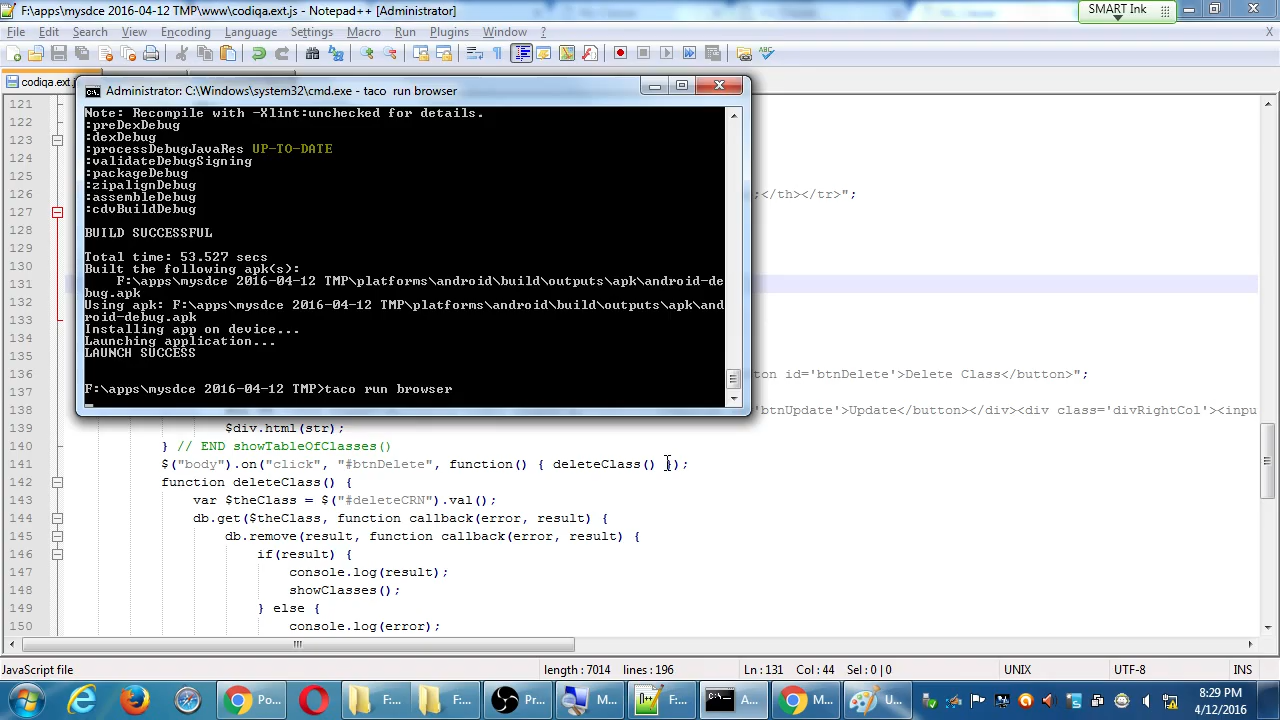 F:\apps\mysdce 2016-04-12 TMP\www\codiqa.ext.js - Notepad++ [Administrator]
SMART Ink
File Edit Search View Encoding Language Settings Macro Run Plugins Window ?
X
codiqa.ext.j
Administrator: C:\Windows\system32\cmd.exe - taco run browser
Note: Recompile with -Xlint:unchecked for details.
:preDexDebug
:dexDebug
:processDebugJavaRes UP-TO-DATE
:validateDebugSigning
:packageDebug
:zipalignDebug
:assembleDebug
:cdvBuildDebug
BUILD SUCCESSFUL
Total time: 53.527 secs
Built the following apk(s):
F:\apps\mysdce 2016-04-12 TMP\platforms\android\build\outputs\apk\android-de
bug.apk
Using apk: F:\apps\mysdce 2016-04-12 TMP\platforms\android\build\outputs\apk\and
roid-debug.apk
Installing app on device...
Launching application...
LAUNCH SUCCESS
F:\apps\mysdce 2016-04-12 TMP>taco run browser
121
122
123
124
125
126 ;</th></tr>";
127
128
129
130
131
132
133
134
135
136 ton id='btnDelete'>Delete Class</button>";
137
138 'btnUpdate'>Update</button></div><div class='divRightCol'><input
139 $div.html(str);
140 } // END showTableOfClasses()
141 $("body").on("click", "#btnDelete", function() { deleteClass() });
142 function deleteClass() {
143 var $theClass = $("#deleteCRN").val();
144 db.get($theClass, function callback(error, result) {
145 db.remove(result, function callback(error, result) {
146 if(result) {
147 console.log(result);
148 showClasses();
149 } else {
150 console.log(error);
JavaScript file length : 7014 lines : 196 Ln : 131 Col : 44 Sel : 0 | 0 UNIX UTF-8 INS
Po... F:... F:... Pr... M... F:... A... M... U...
8:29 PM
4/12/2016